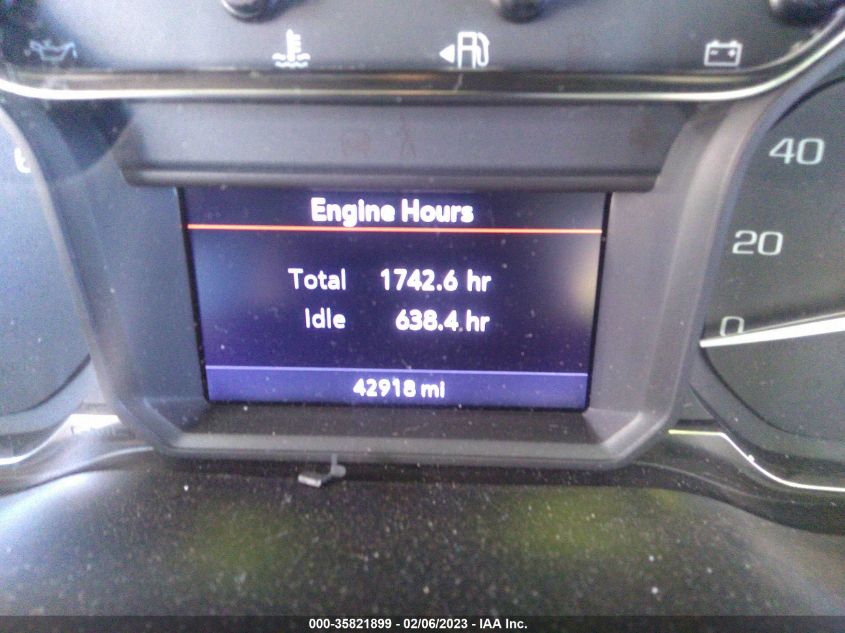 Engine Hours
Total 1742.6 hr
Idle 638.4 hr
42918 mi
40
20
0
000-35821899 - 02/06/2023 - IAA Inc.